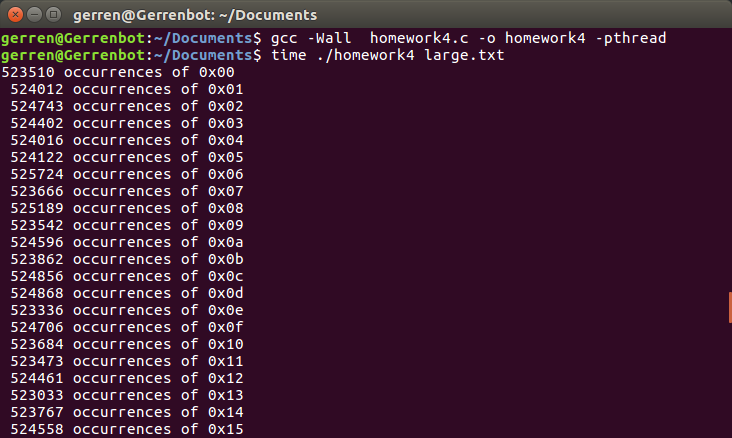 gerren@Gerrenbot: ~/Documents
gerren@Gerrenbot:~/Documents$ gcc -Wall  homework4.c -o homework4 -pthread
gerren@Gerrenbot:~/Documents$ time ./homework4 large.txt
523510 occurrences of 0x00
 524012 occurrences of 0x01
 524743 occurrences of 0x02
 524402 occurrences of 0x03
 524016 occurrences of 0x04
 524122 occurrences of 0x05
 525724 occurrences of 0x06
 523666 occurrences of 0x07
 525189 occurrences of 0x08
 523542 occurrences of 0x09
 524596 occurrences of 0x0a
 523862 occurrences of 0x0b
 524856 occurrences of 0x0c
 524868 occurrences of 0x0d
 523336 occurrences of 0x0e
 524706 occurrences of 0x0f
 523684 occurrences of 0x10
 523473 occurrences of 0x11
 524461 occurrences of 0x12
 523033 occurrences of 0x13
 523767 occurrences of 0x14
 524558 occurrences of 0x15